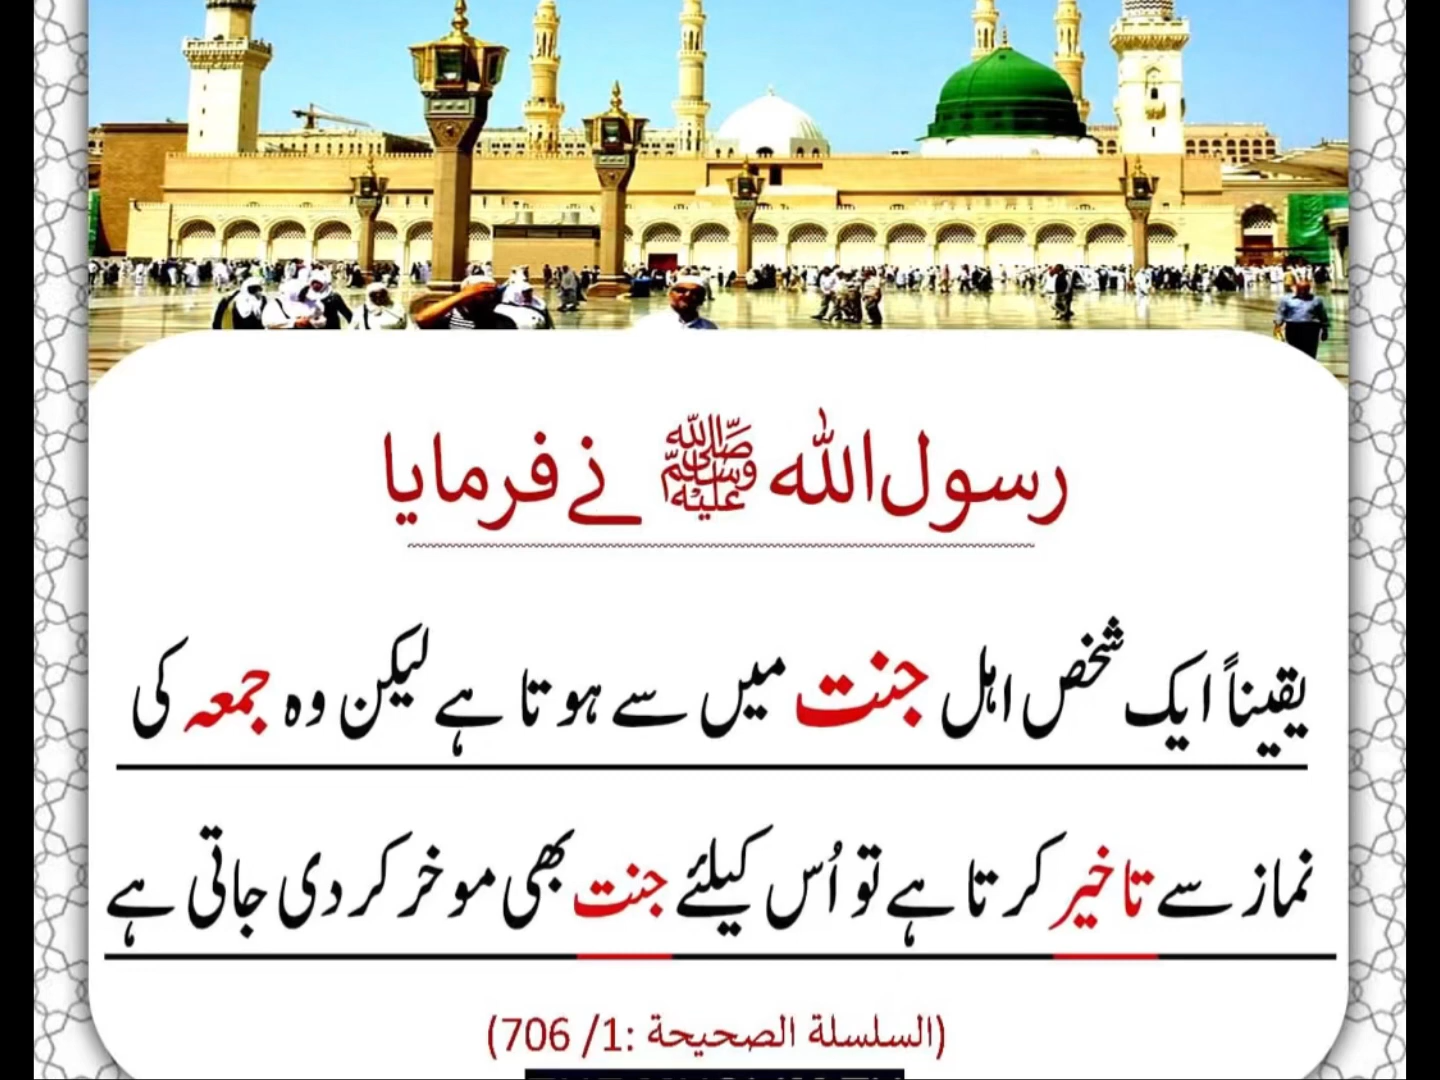 رسول الله ﷺ نے فرمایا
یقیناً ایک شخص اہل جنت میں سے ہوتا ہے لیکن وہ جمعہ کی
نماز سے تاخیر کرتا ہے تو اُس کیلئے جنت بھی موخر کر دی جاتی ہے
(السلسلة الصحيحة :1/ 706)